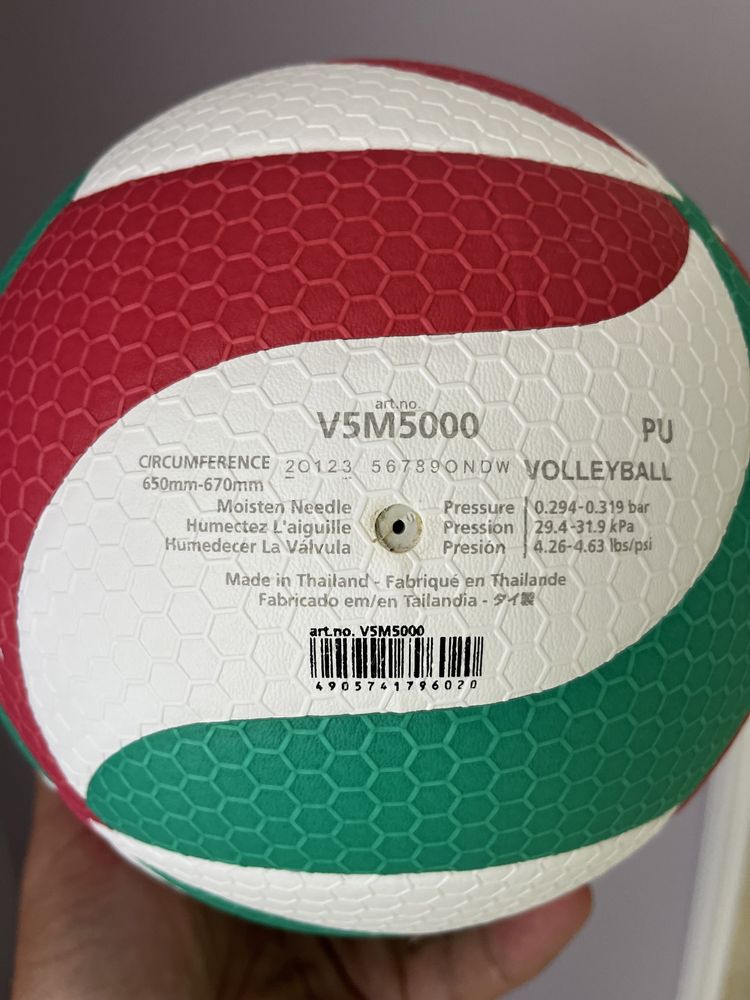 art.no.
V5M5000
PU
CIRCUMFERENCE 20123 567890NDW VOLLEYBALL
650mm-670mm
Moisten Needle Pressure 0.294-0.319 bar
Humectez L'aiguille Pression 29.4-31.9 kPa
Humedecer La Válvula Presión 4.26-4.63 lbs/psi
Made in Thailand - Fabriqué en Thailande
Fabricado em/en Tailandia - タイ製
art.no. V5M5000
4905741796020